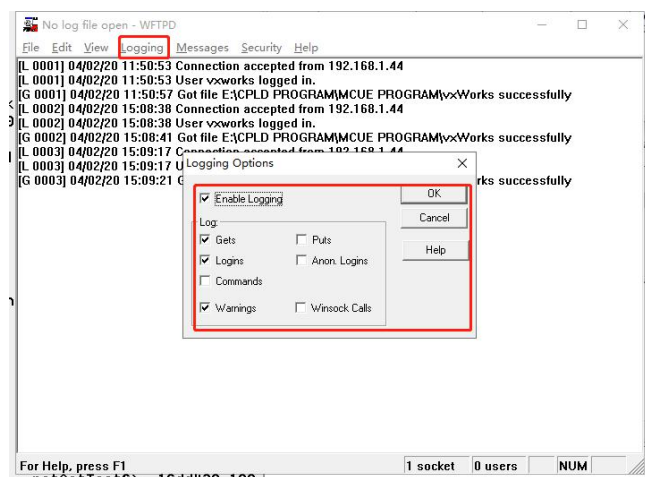 No log file open - WFTPD
File Edit View Logging Messages Security Help
[L 0001] 04/02/20 11:50:53 Connection accepted from 192.168.1.44
[L 0001] 04/02/20 11:50:53 User vxworks logged in.
[G 0001] 04/02/20 11:50:57 Got file E:\CPLD PROGRAM\MCUE PROGRAM\vxWorks successfully
[L 0002] 04/02/20 15:08:38 Connection accepted from 192.168.1.44
[L 0002] 04/02/20 15:08:38 User vxworks logged in.
[G 0002] 04/02/20 15:08:41 Got file E:\CPLD PROGRAM\MCUE PROGRAM\vxWorks successfully
[L 0003] 04/02/20 15:09:17 Connection accepted from 192.168.1.44
[L 0003] 04/02/20 15:09:17 U
[G 0003] 04/02/20 15:09:21 G rks successfully
Logging Options
Enable Logging
OK
Log:
Cancel
Gets Puts
Help
Logins Anon. Logins
Commands
Warnings Winsock Calls
For Help, press F1 1 socket 0 users NUM